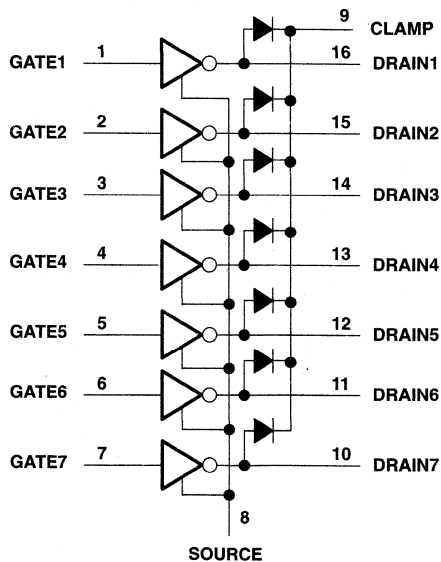 9 CLAMP
GATE1 1 16 DRAIN1
GATE2 2 15 DRAIN2
GATE3 3 14 DRAIN3
GATE4 4 13 DRAIN4
GATE5 5 12 DRAIN5
GATE6 6 11 DRAIN6
GATE7 7 10 DRAIN7
8
SOURCE